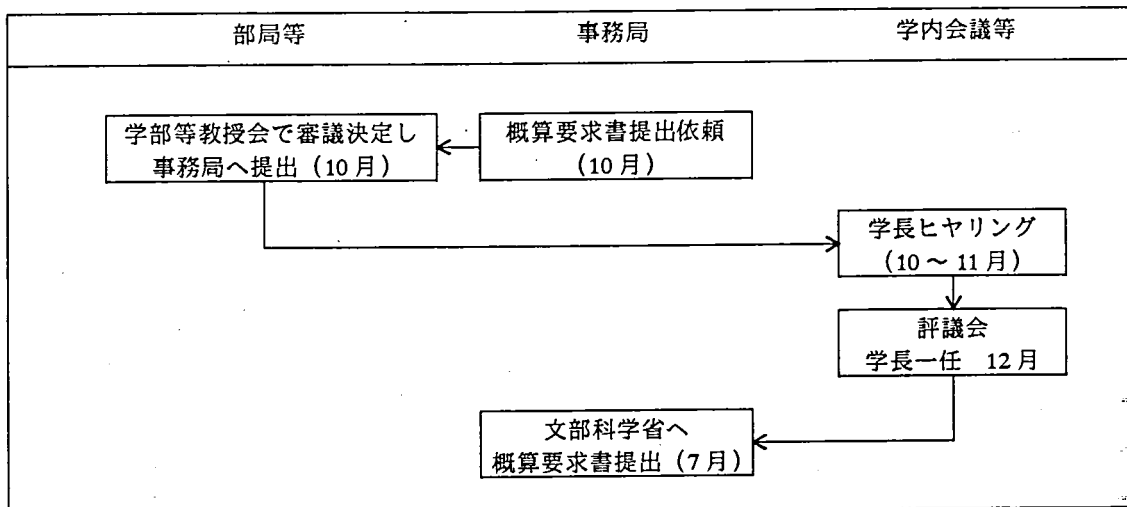 部局等 事務局 学内会議等
学部等教授会で審議決定し
事務局へ提出（10月）
概算要求書提出依頼
（10月）
学長ヒヤリング
（10～11月）
評議会
学長一任　12月
文部科学省へ
概算要求書提出（7月）